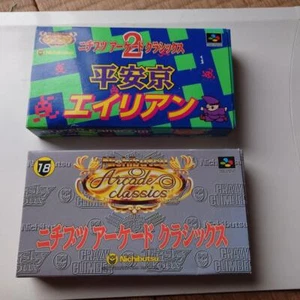 ニチブツ アーケード クラシックス
2
平安京
エイリアン
Nichibutsu
18
Nichibutsu
Arcade
classics
ニチブツ アーケード クラシックス
Nichibutsu